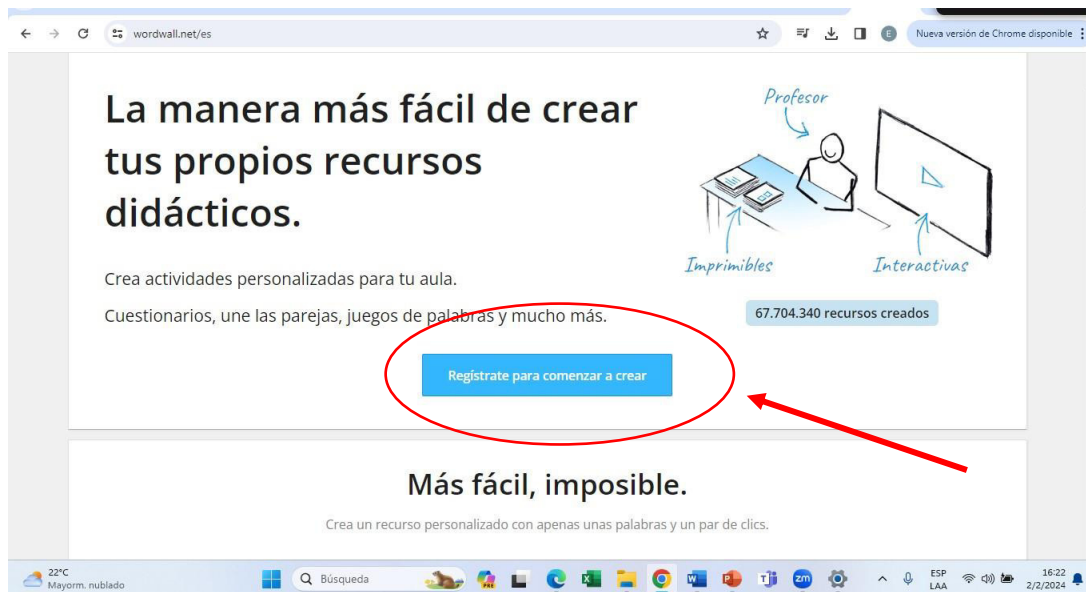 wordwall.net/es
E
Nueva versión de Chrome disponible
La manera más fácil de crear
tus propios recursos
didácticos.
Crea actividades personalizadas para tu aula.
Cuestionarios, une las parejas, juegos de palabras y mucho más.
Profesor
Imprimibles
Interactivas
67.704.340 recursos creados
Regístrate para comenzar a crear
Más fácil, imposible.
Crea un recurso personalizado con apenas unas palabras y un par de clics.
22°C
Mayorm. nublado
Búsqueda
PRE
zm
ESP
LAA
16:22
2/2/2024